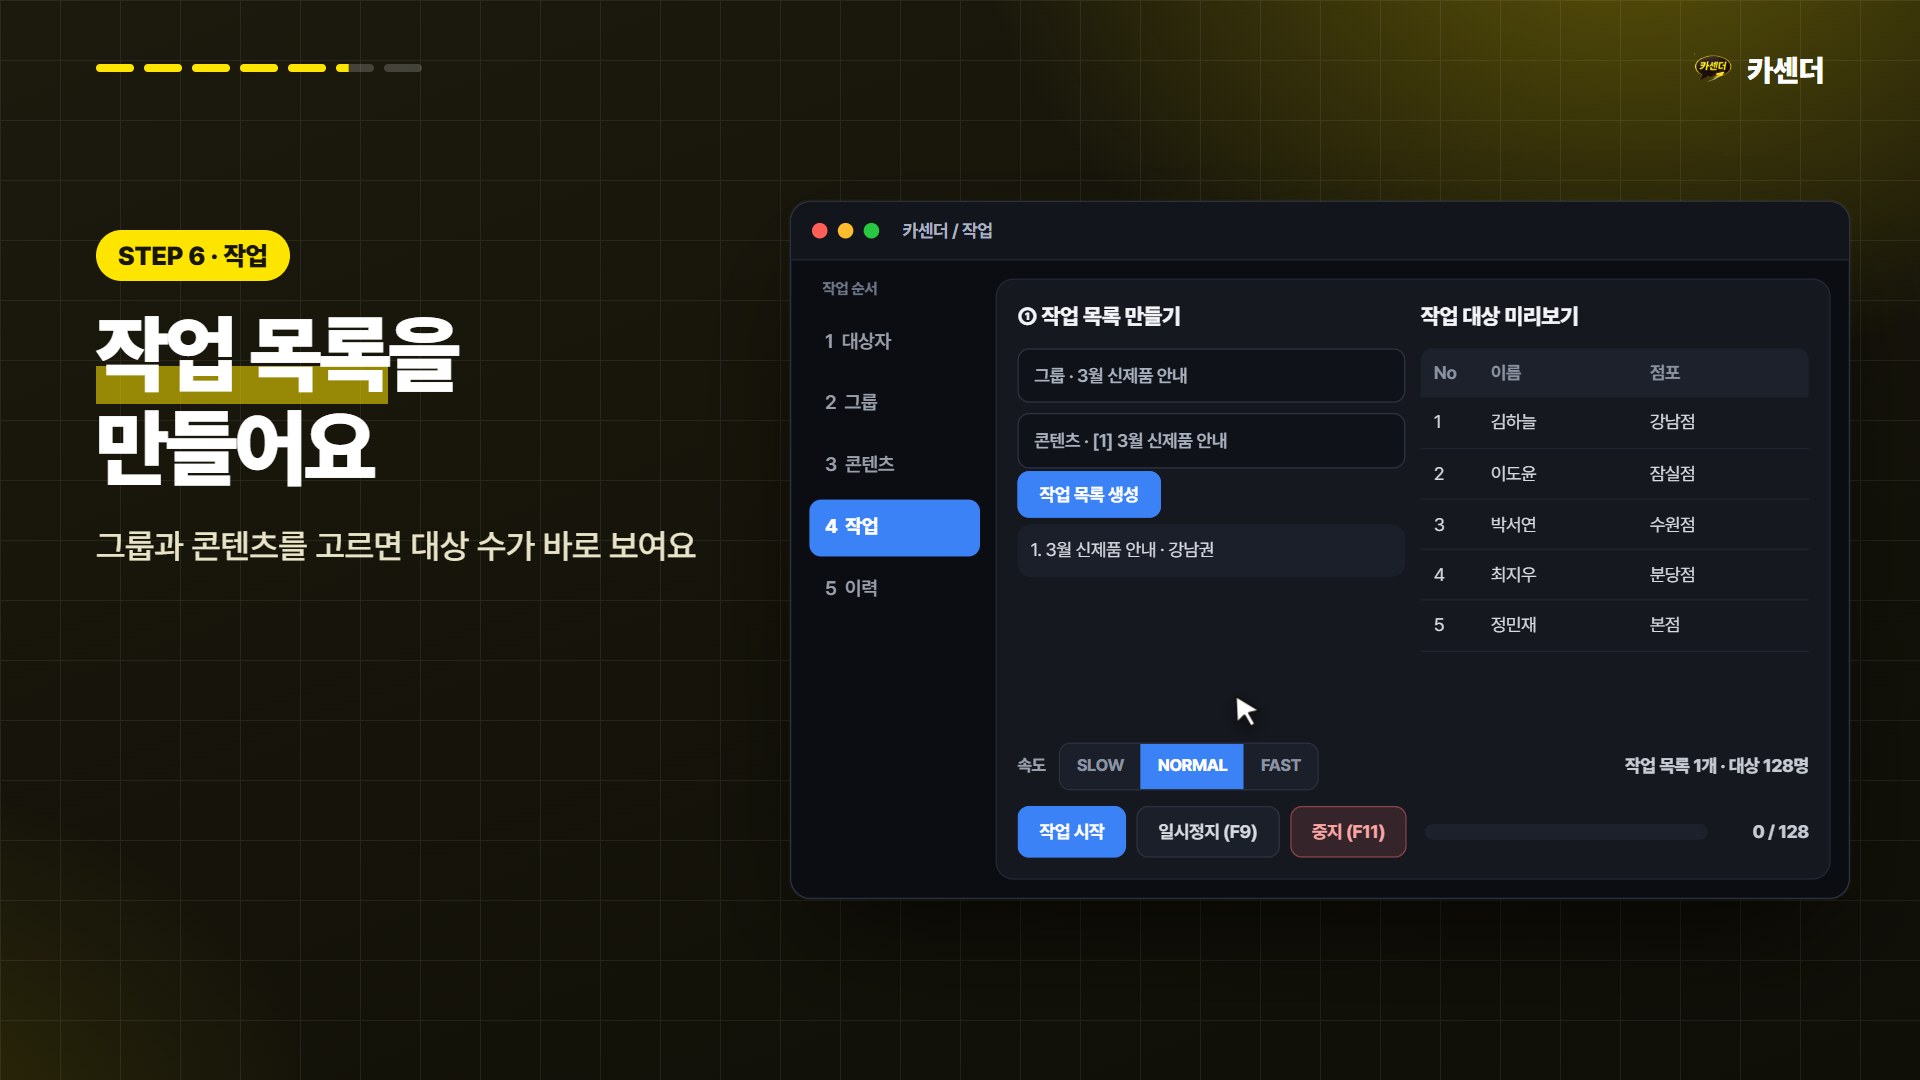 카센더
카센더
STEP 6 · 작업
작업 목록을
만들어요
그룹과 콘텐츠를 고르면 대상 수가 바로 보여요
카센더 / 작업
작업 순서
1 대상자
2 그룹
3 콘텐츠
4 작업
5 이력
① 작업 목록 만들기
그룹 · 3월 신제품 안내
콘텐츠 · [1] 3월 신제품 안내
작업 목록 생성
1. 3월 신제품 안내 · 강남권
작업 대상 미리보기
No 이름 점포
1 김하늘 강남점
2 이도윤 잠실점
3 박서연 수원점
4 최지우 분당점
5 정민재 본점
속도 SLOW NORMAL FAST
작업 목록 1개 · 대상 128명
작업 시작 일시정지 (F9) 중지 (F11)
0 / 128